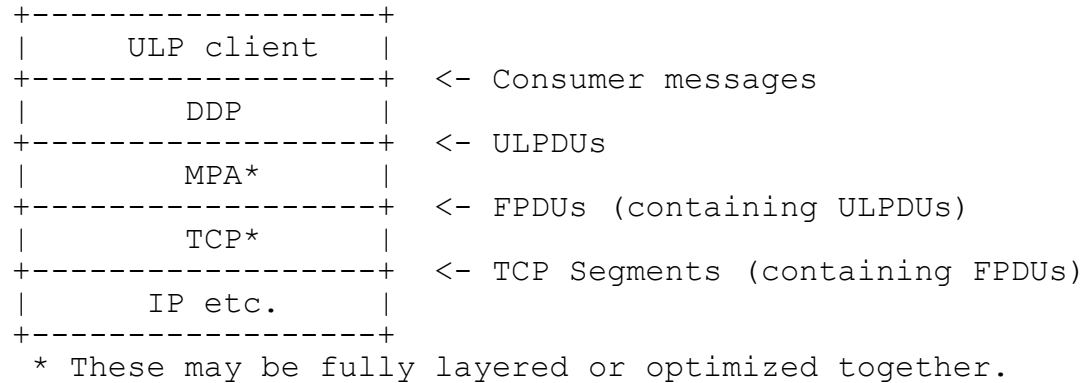 +------------------+
|     ULP client   |
+------------------+  <- Consumer messages
|        DDP       |
+------------------+  <- ULPDUs
|        MPA*      |
+------------------+  <- FPDUs (containing ULPDUs)
|        TCP*      |
+------------------+  <- TCP Segments (containing FPDUs)
|      IP etc.     |
+------------------+
 * These may be fully layered or optimized together.